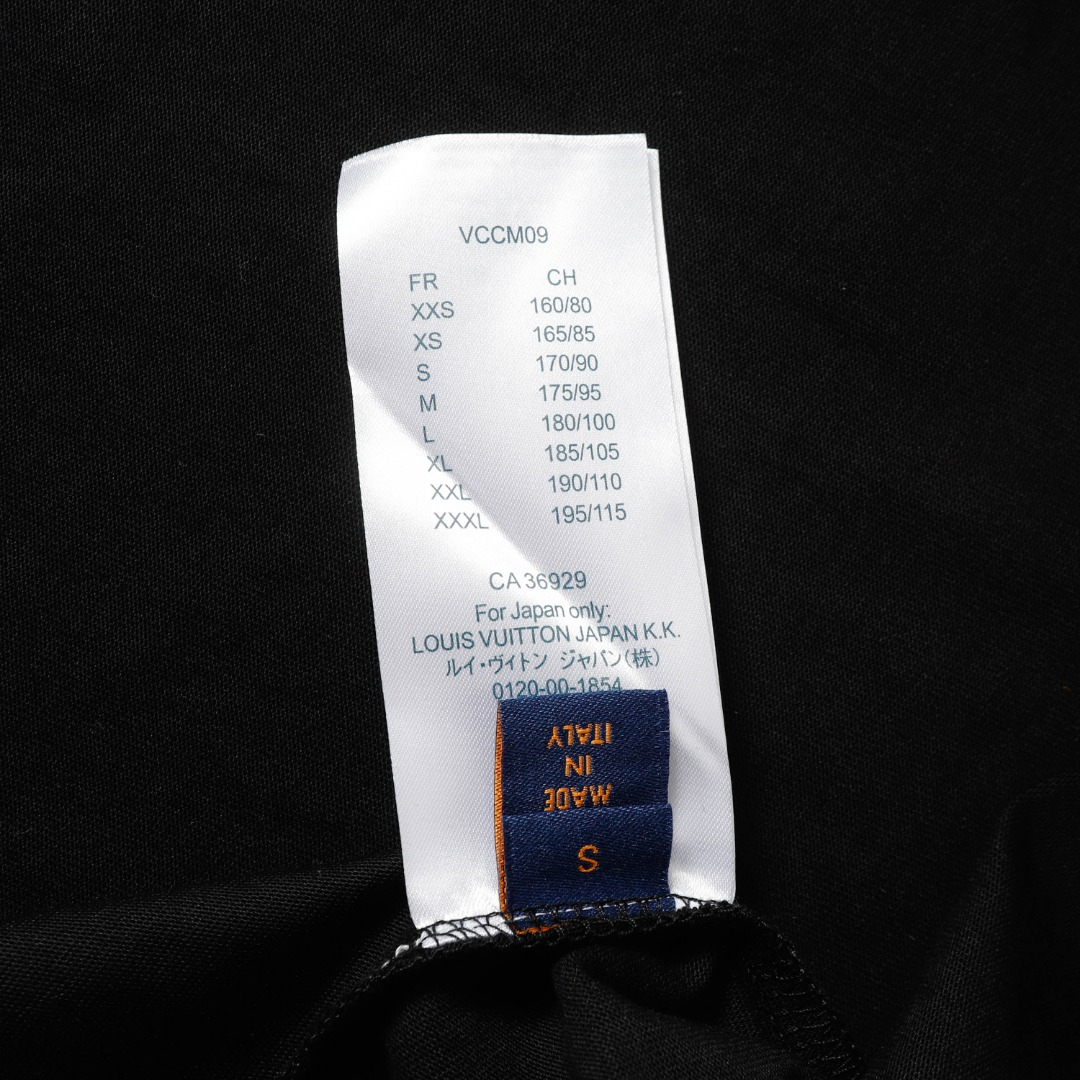 VCCM09
FR CH
XXS 160/80
XS 165/85
S 170/90
M 175/95
L 180/100
XL 185/105
XXL 190/110
XXXL 195/115
CA 36929
For Japan only:
LOUIS VUITTON JAPAN K.K.
ルイ・ヴィトン ジャパン(株)
0120-00-1854
MADE
IN
ITALY
S